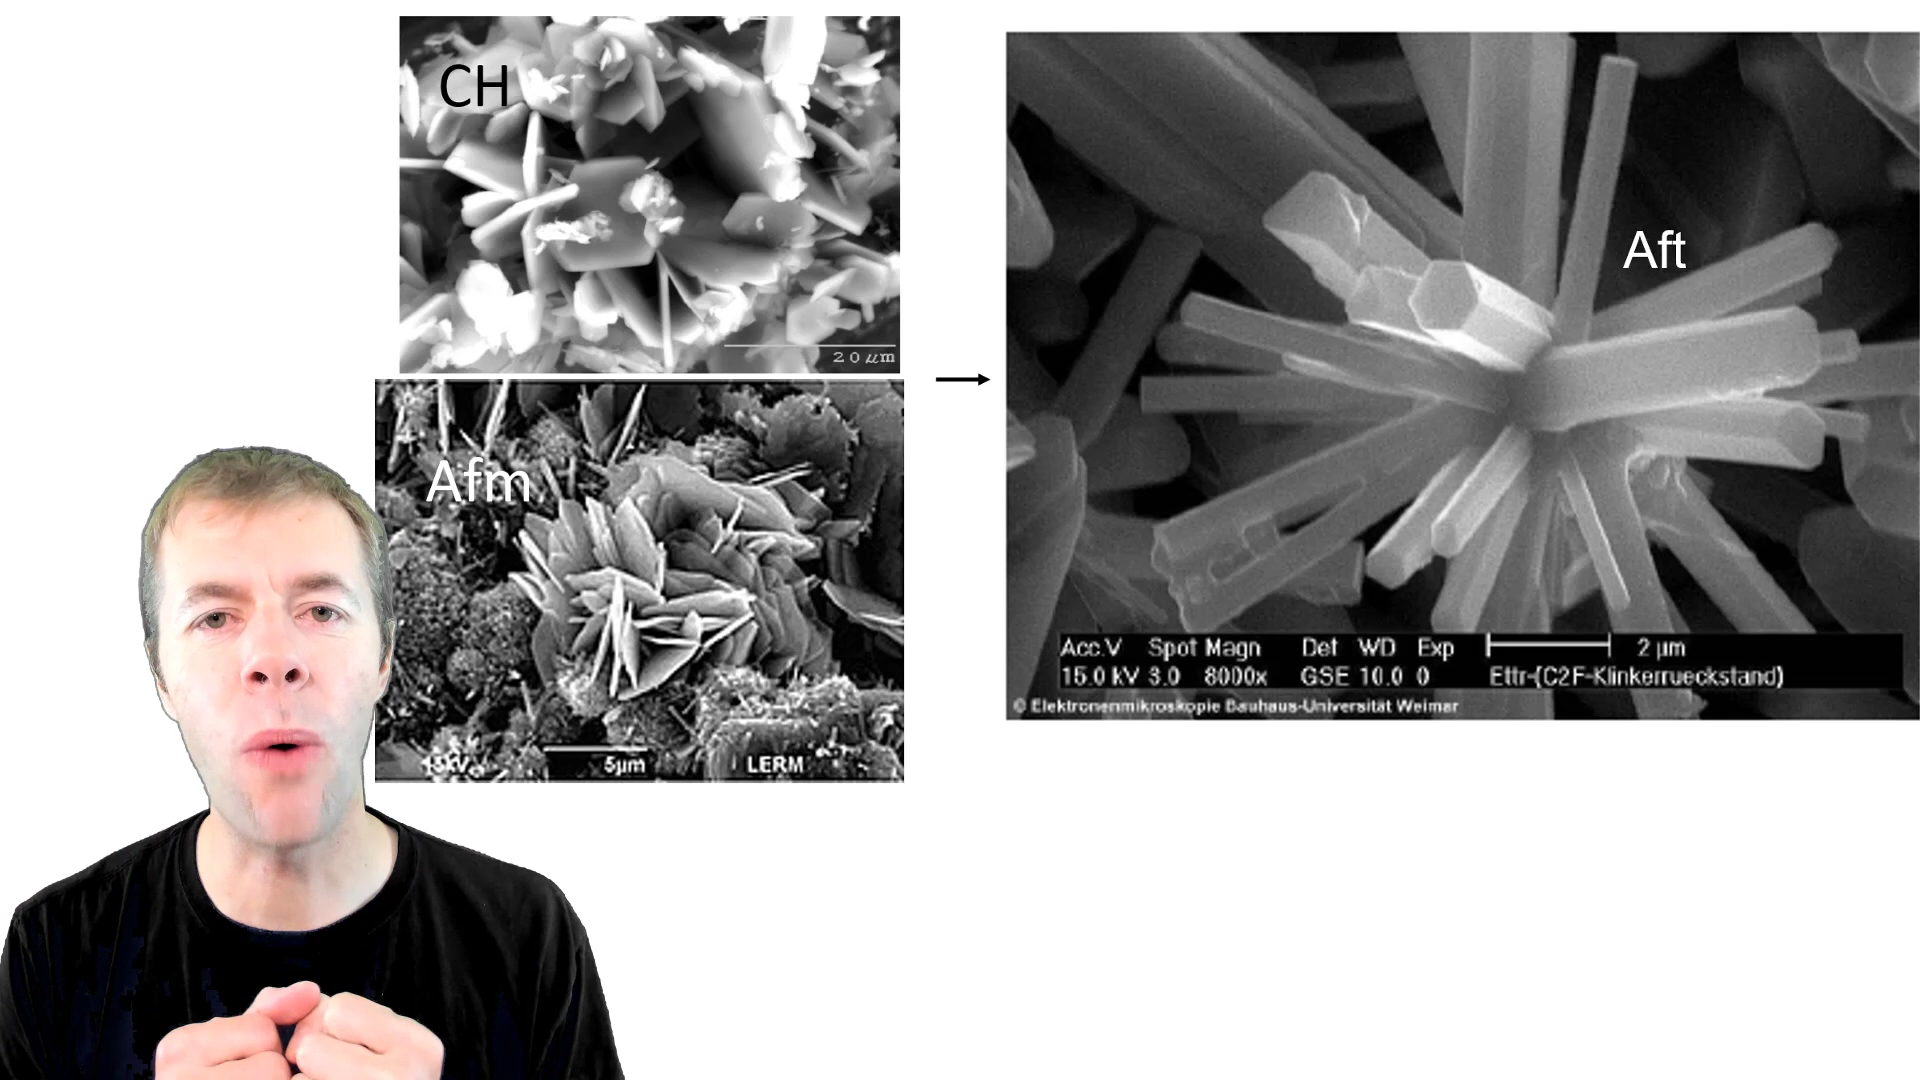 CH
20 μm
Afm
15kV
5μm
LERM
Aft
Acc.V Spot Magn Det WD Exp 2 μm
15.0 kV 3.0 8000x GSE 10.0 0 Ettr-(C2F-Klinkerrueckstand)
© Elektronenmikroskopie Bauhaus-Universität Weimar